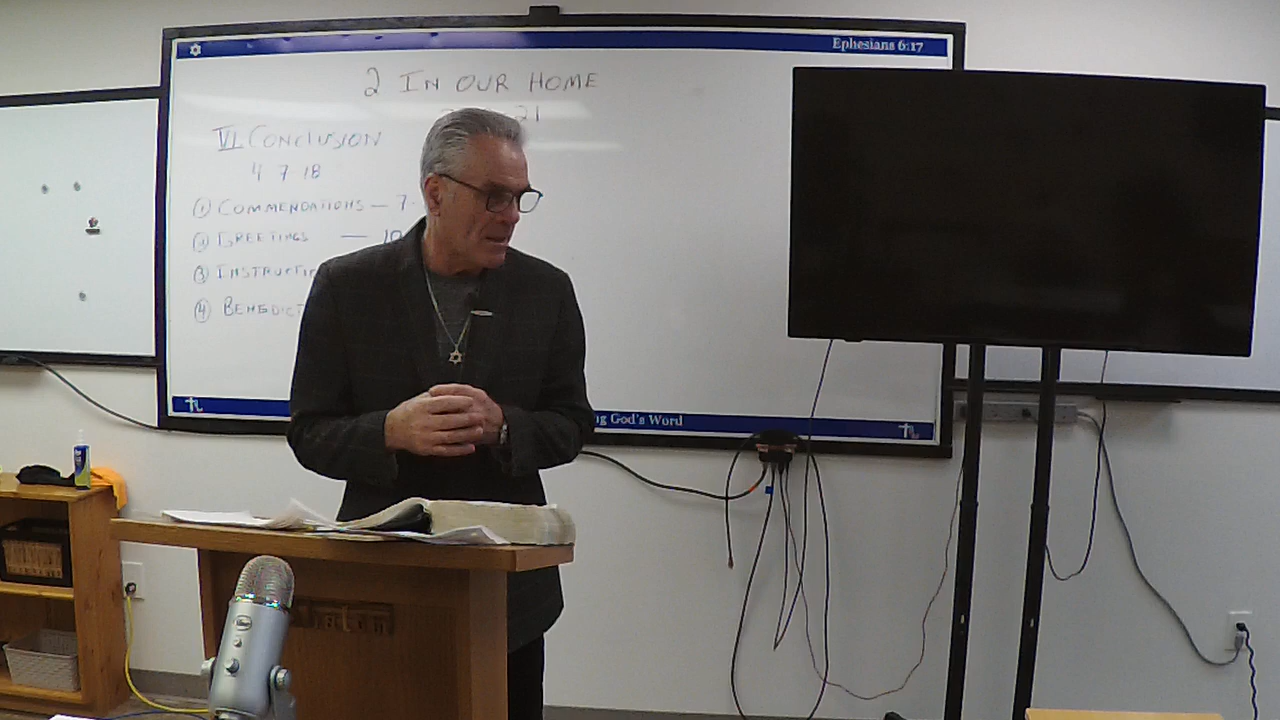 Ephesians 6:17
2 IN OUR HOME
21
VI CONCLUSION
4 7 18
① COMMENDATIONS — 7
② GREETINGS — 10
③ INSTRUCTI
④ BENEDICT
ng God's Word